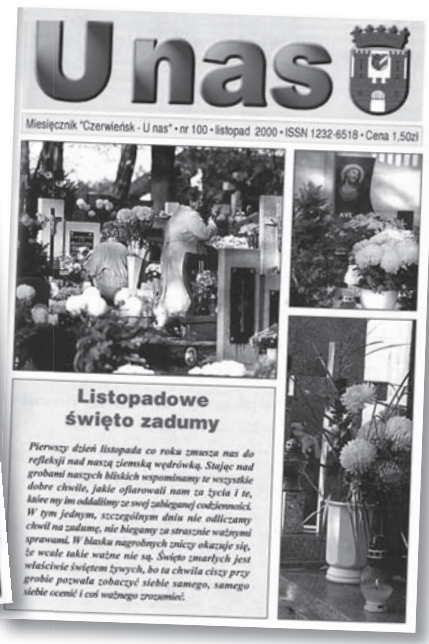 U nas
Miesięcznik "Czerwieńsk - U nas" • nr 100 • listopad 2000 • ISSN 1232-6518 • Cena 1,50zł
AVE
Listopadowe
święto zadumy
Pierwszy dzień listopada co roku zmusza nas do
refleksji nad naszą ziemską wędrówką. Stając nad
grobami naszych bliskich wspominamy te wszystkie
dobre chwile, jakie ofiarowali nam za życia i te,
które my im oddaliśmy ze swej zabieganej codzienności.
W tym jednym, szczególnym dniu nie odliczamy
chwil na zadumę, nie biegamy za strasznie ważnymi
sprawami. W blasku nagrobnych zniczy okazuje się,
że wcale takie ważne nie są. Święto zmarłych jest
właściwie świętem żywych, bo ta chwila ciszy przy
grobie pozwala zobaczyć siebie samego, samego
siebie ocenić i coś ważnego zrozumieć.